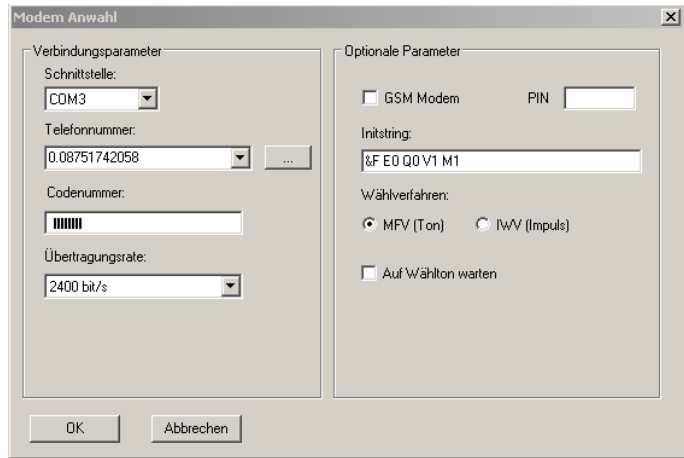 Modem Anwahl
Verbindungsparameter
Schnittstelle:
COM3
Telefonnummer:
0.08751742058
...
Codenummer:
Übertragungsrate:
2400 bit/s
Optionale Parameter
GSM Modem PIN
Initstring:
&F E0 Q0 V1 M1
Wählverfahren:
MFV (Ton) IWV (Impuls)
Auf Wählton warten
OK Abbrechen